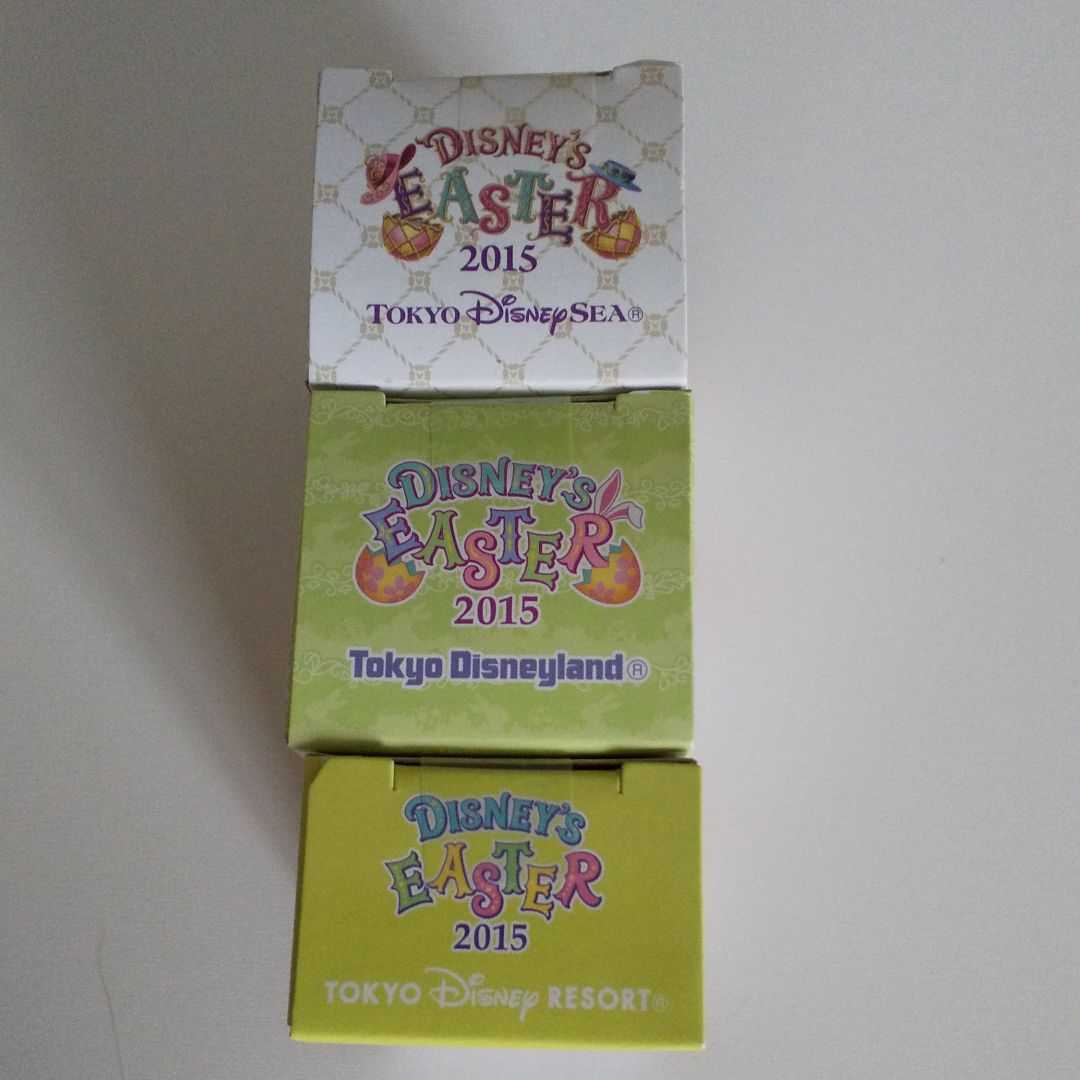 DISNEY'S
EASTER
2015
TOKYO DISNEYSEA®
DISNEY'S
EASTER
2015
Tokyo Disneyland®
DISNEY'S
EASTER
2015
TOKYO Disney RESORT®